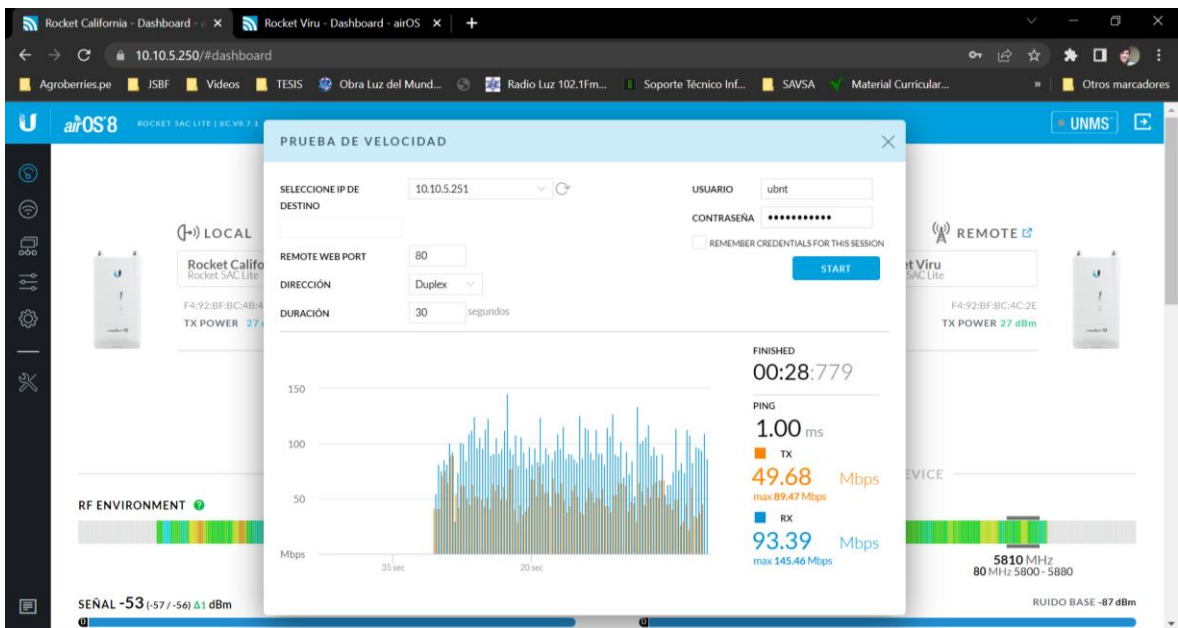 Rocket California - Dashboard - a
Rocket Viru - Dashboard - airOS
10.10.5.250/#dashboard
Agroberries.pe
JSBF
Videos
TESIS
Obra Luz del Mund...
Radio Luz 102.1Fm...
Soporte Técnico Inf...
SAVSA
Material Curricular...
»
Otros marcadores
airOS®8
ROCKET 5AC LITE | XC.V8.7.1
UNMS
PRUEBA DE VELOCIDAD
SELECCIONE IP DE
DESTINO
10.10.5.251
REMOTE WEB PORT
80
DIRECCIÓN
Duplex
DURACIÓN
30
segundos
USUARIO
ubnt
CONTRASEÑA
•••••••••••
REMEMBER CREDENTIALS FOR THIS SESSION
START
LOCAL
Rocket Califo
Rocket 5AC Lite
F4:92:BF:BC:4B:4
TX POWER 27
REMOTE
t Viru
5AC Lite
F4:92:BF:BC:4C:2E
TX POWER 27 dBm
FINISHED
00:28:779
PING
1.00 ms
TX
49.68 Mbps
max 89.47 Mbps
RX
93.39 Mbps
max 145.46 Mbps
150
100
50
Mbps
35 sec
20 sec
EVICE
RF ENVIRONMENT
5810 MHz
80 MHz 5800 - 5880
SEÑAL -53 (-57 / -56) Δ1 dBm
RUIDO BASE -87 dBm
0
0